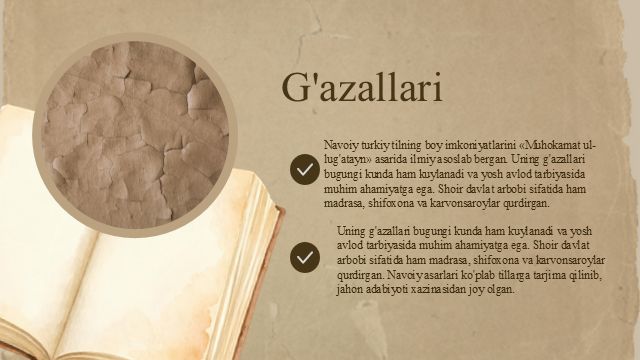 G'azallari
Navoiy turkiy tilning boy imkoniyatlarini «Muhokamat ul-
lug'atayn» asarida ilmiy asoslab bergan. Uning g'azallari
bugungi kunda ham kuylanadi va yosh avlod tarbiyasida
muhim ahamiyatga ega. Shoir davlat arbobi sifatida ham
madrasa, shifoxona va karvonsaroylar qurdirgan.
Uning g'azallari bugungi kunda ham kuylanadi va yosh
avlod tarbiyasida muhim ahamiyatga ega. Shoir davlat
arbobi sifatida ham madrasa, shifoxona va karvonsaroylar
qurdirgan. Navoiy asarlari ko'plab tillarga tarjima qilinib,
jahon adabiyoti xazinasidan joy olgan.